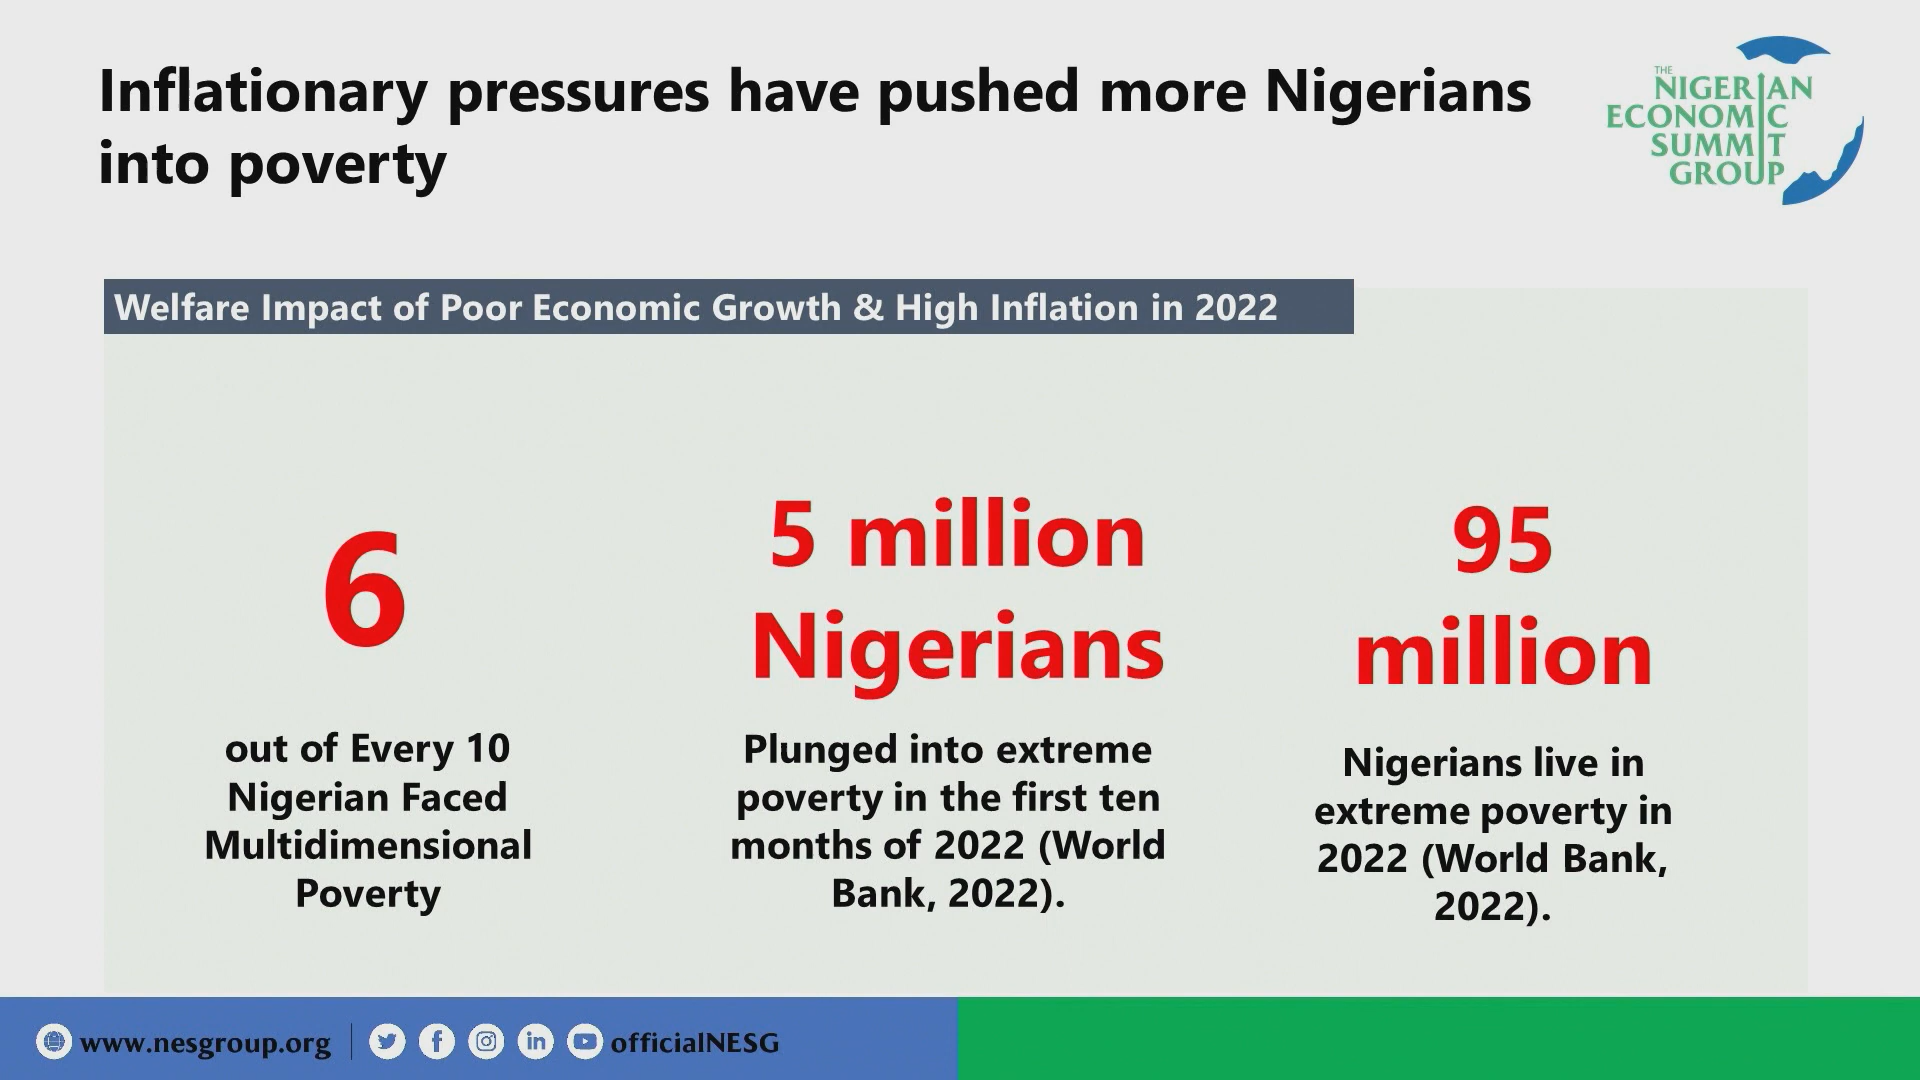 Inflationary pressures have pushed more Nigerians
into poverty
THE
NIGERIAN
ECONOMIC
SUMMIT
GROUP
Welfare Impact of Poor Economic Growth & High Inflation in 2022
6
out of Every 10
Nigerian Faced
Multidimensional
Poverty
5 million
Nigerians
Plunged into extreme
poverty in the first ten
months of 2022 (World
Bank, 2022).
95
million
Nigerians live in
extreme poverty in
2022 (World Bank,
2022).
www.nesgroup.org
officialNESG